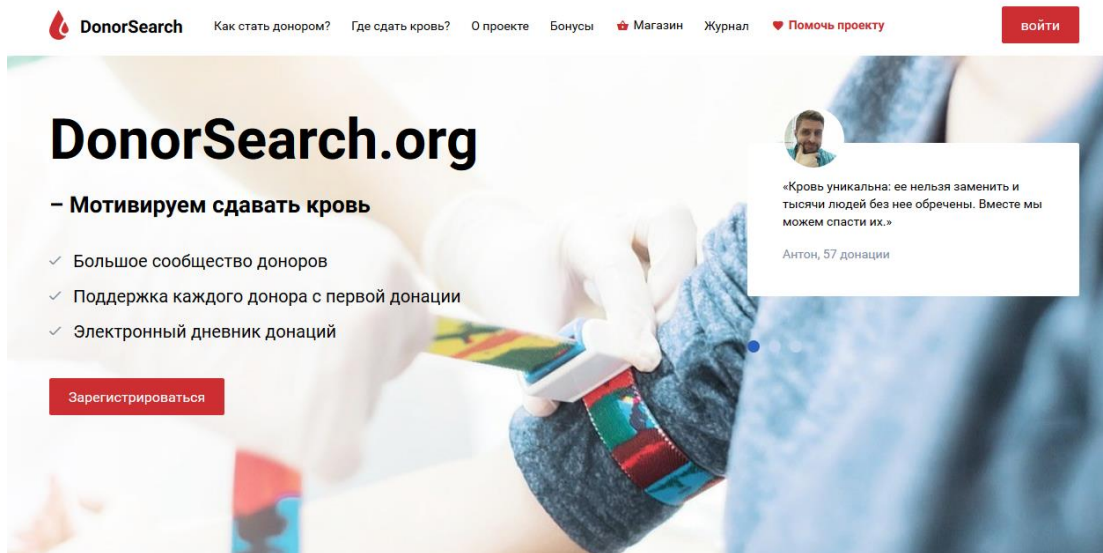 DonorSearch
Как стать донором?
Где сдать кровь?
О проекте
Бонусы
Магазин
Журнал
Помочь проекту
войти
DonorSearch.org
– Мотивируем сдавать кровь
Большое сообщество доноров
Поддержка каждого донора с первой донации
Электронный дневник донаций
Зарегистрироваться
«Кровь уникальна: ее нельзя заменить и
тысячи людей без нее обречены. Вместе мы
можем спасти их.»
Антон, 57 донации